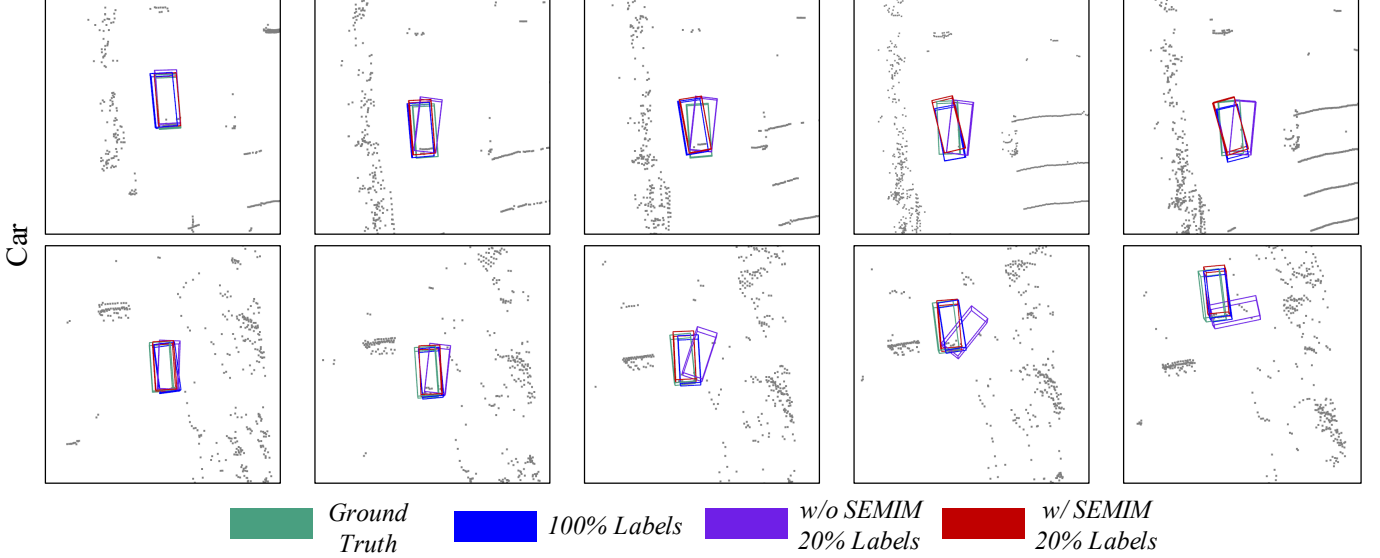 Car
Ground
Truth
100% Labels
w/o SEMIM
20% Labels
w/ SEMIM
20% Labels